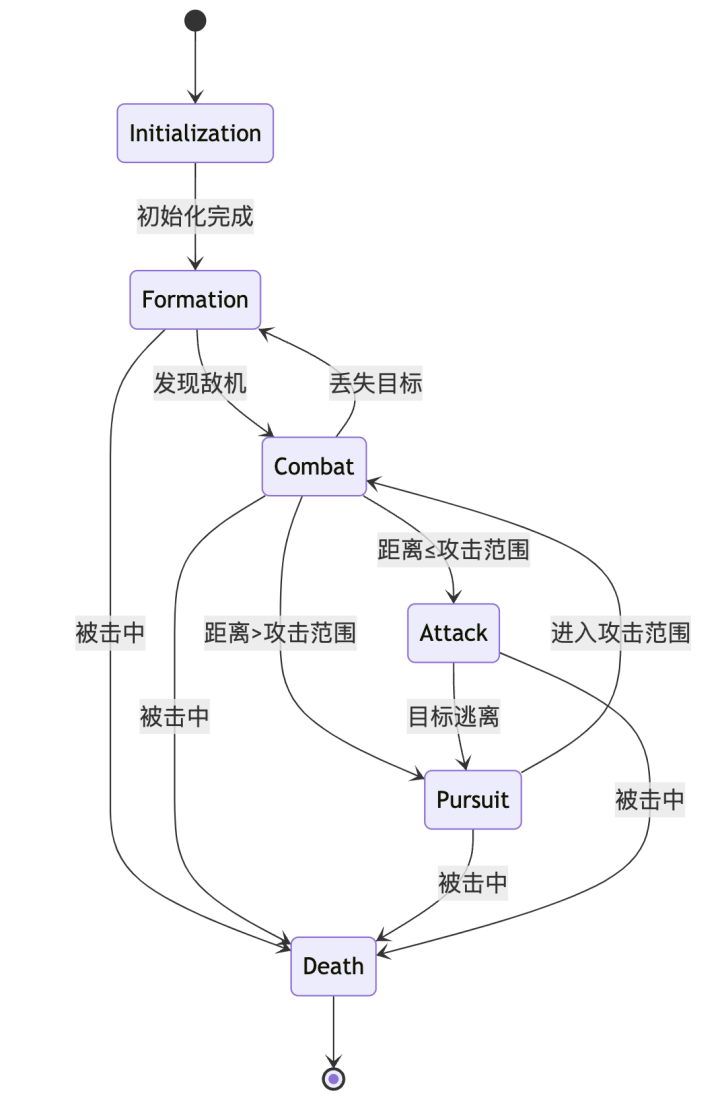 Initialization
初始化完成
Formation
发现敌机
丢失目标
Combat
距离≤攻击范围
被击中
距离>攻击范围
Attack
进入攻击范围
被击中
目标逃离
Pursuit
被击中
被击中
Death